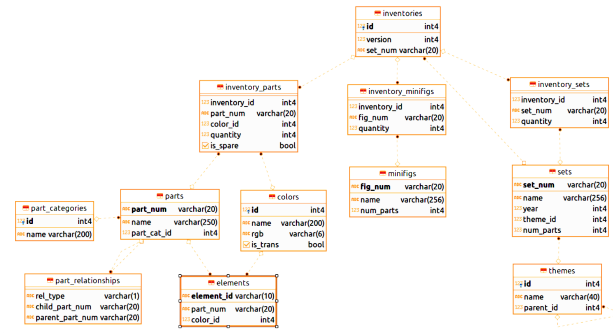 inventories
id int4
version int4
set_num varchar(20)
inventory_parts
inventory_id int4
part_num varchar(20)
color_id int4
quantity int4
is_spare bool
inventory_minifigs
inventory_id int4
fig_num varchar(20)
quantity int4
inventory_sets
inventory_id int4
set_num varchar(20)
quantity int4
minifigs
fig_num varchar(20)
name varchar(256)
num_parts int4
sets
set_num varchar(20)
name varchar(256)
year int4
theme_id int4
num_parts int4
part_categories
id int4
name varchar(200)
parts
part_num varchar(20)
name varchar(250)
part_cat_id int4
colors
id int4
name varchar(200)
rgb varchar(6)
is_trans bool
part_relationships
rel_type varchar(1)
child_part_num varchar(20)
parent_part_num varchar(20)
elements
element_id varchar(10)
part_num varchar(20)
color_id int4
themes
id int4
name varchar(40)
parent_id int4